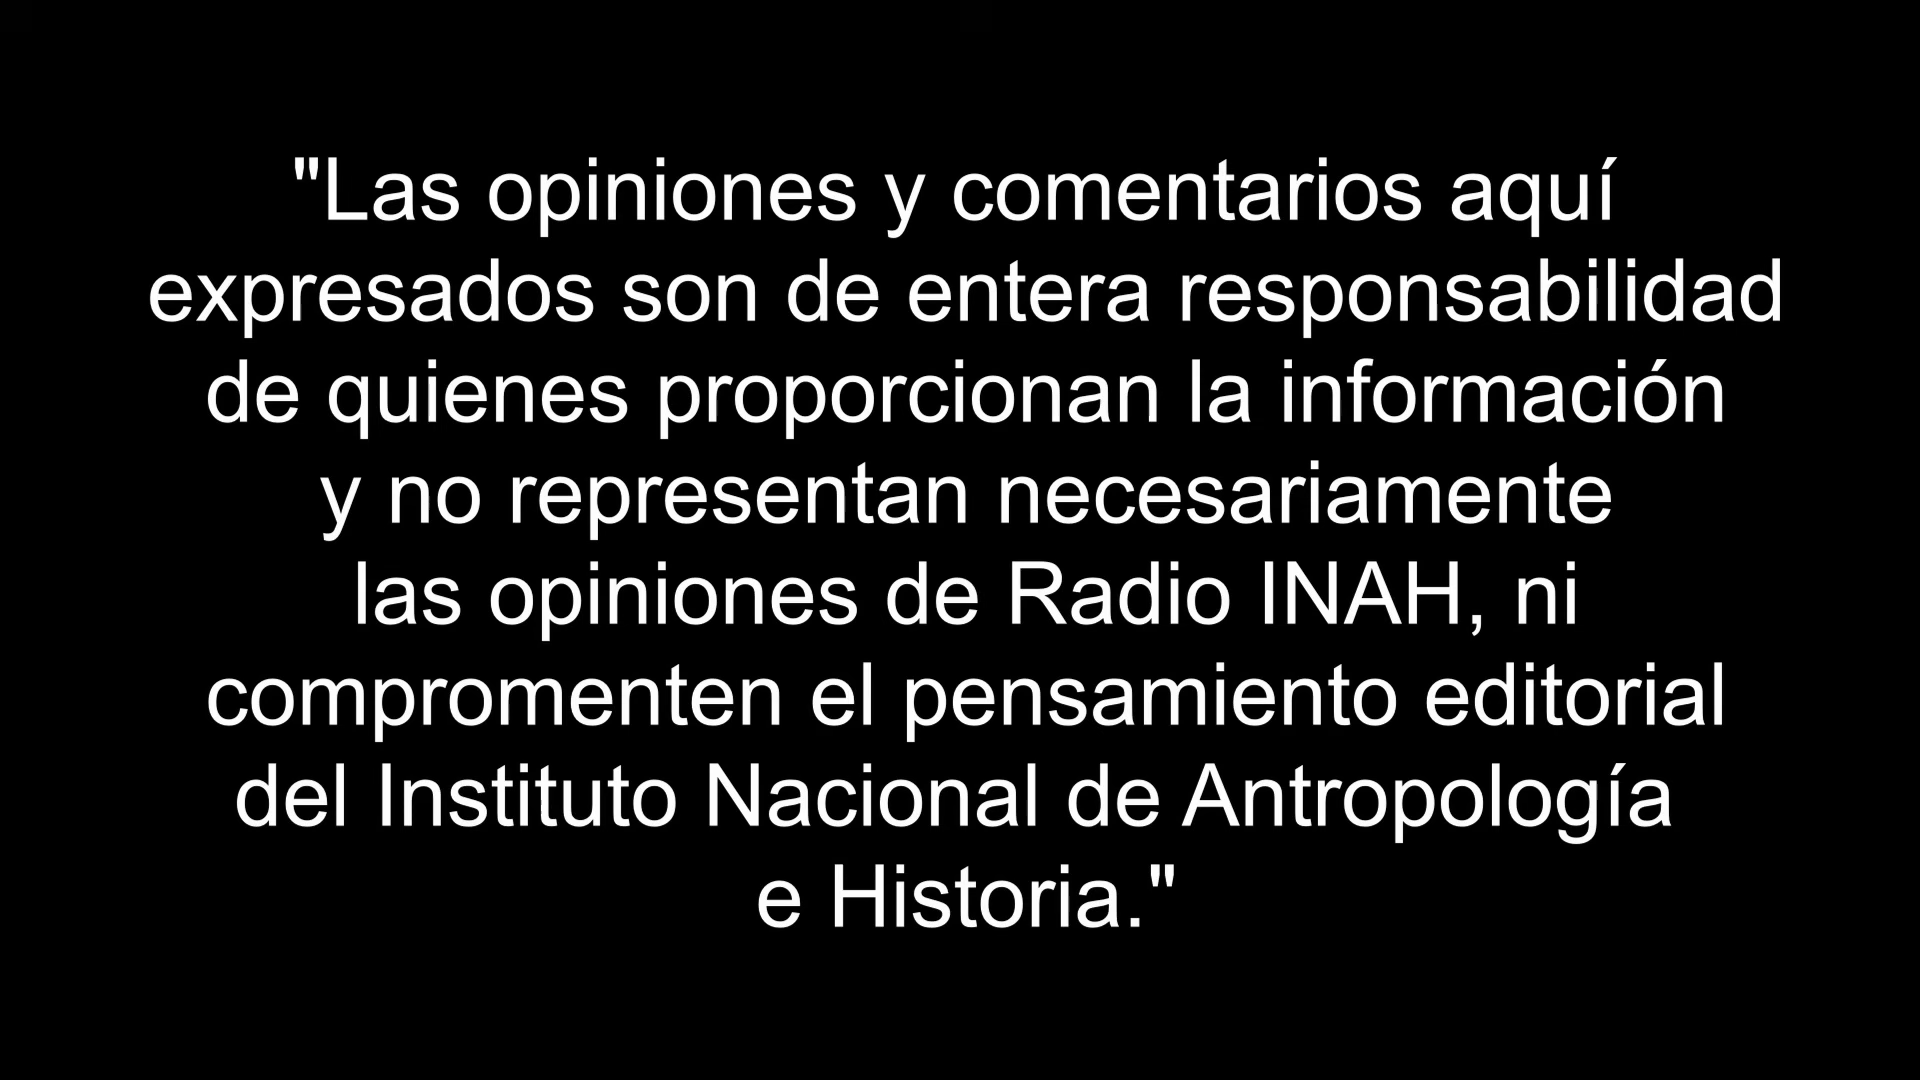 "Las opiniones y comentarios aquí
expresados son de entera responsabilidad
de quienes proporcionan la información
y no representan necesariamente
las opiniones de Radio INAH, ni
compromenten el pensamiento editorial
del Instituto Nacional de Antropología
e Historia."